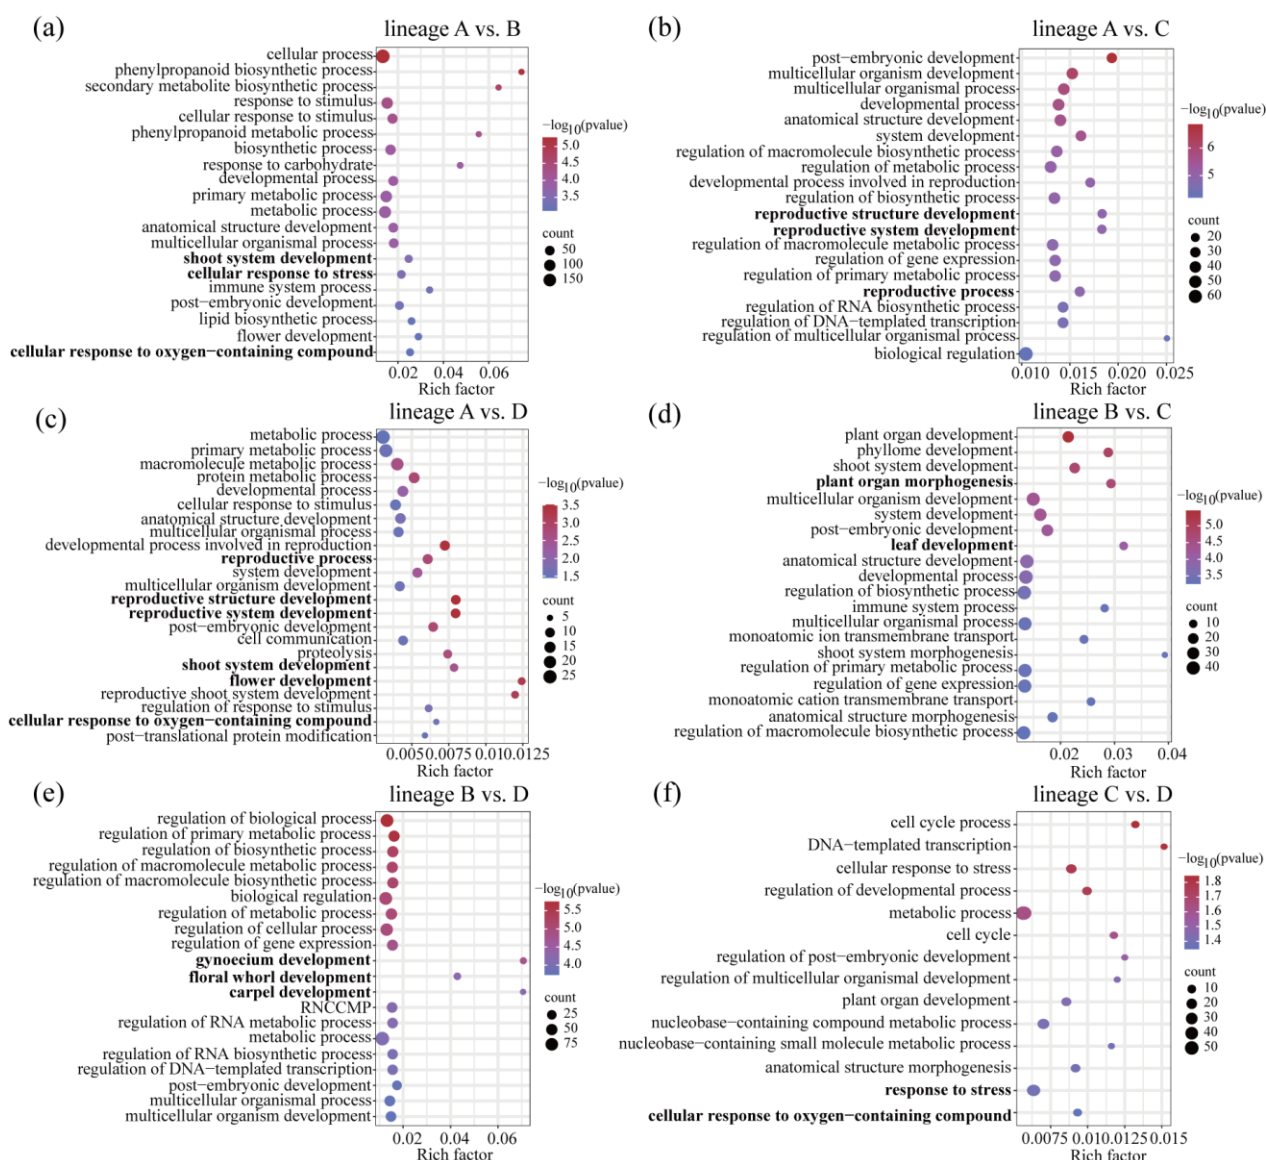 (a)
lineage A vs. B
cellular process
phenylpropanoid biosynthetic process
secondary metabolite biosynthetic process
response to stimulus
cellular response to stimulus
phenylpropanoid metabolic process
biosynthetic process
response to carbohydrate
developmental process
primary metabolic process
metabolic process
anatomical structure development
multicellular organismal process
shoot system development
cellular response to stress
immune system process
post−embryonic development
lipid biosynthetic process
flower development
cellular response to oxygen−containing compound
0.02 0.04 0.06
Rich factor
−log10(pvalue)
5.0
4.5
4.0
3.5
count
50
100
150
(b)
lineage A vs. C
post−embryonic development
multicellular organism development
multicellular organismal process
developmental process
anatomical structure development
system development
regulation of macromolecule biosynthetic process
regulation of metabolic process
developmental process involved in reproduction
regulation of biosynthetic process
reproductive structure development
reproductive system development
regulation of macromolecule metabolic process
regulation of gene expression
regulation of primary metabolic process
reproductive process
regulation of RNA biosynthetic process
regulation of DNA−templated transcription
regulation of multicellular organismal process
biological regulation
0.010 0.015 0.020 0.025
Rich factor
−log10(pvalue)
6
5
count
20
30
40
50
60
(c)
lineage A vs. D
metabolic process
primary metabolic process
macromolecule metabolic process
protein metabolic process
developmental process
cellular response to stimulus
anatomical structure development
multicellular organismal process
developmental process involved in reproduction
reproductive process
system development
multicellular organism development
reproductive structure development
reproductive system development
post−embryonic development
cell communication
proteolysis
shoot system development
flower development
reproductive shoot system development
regulation of response to stimulus
cellular response to oxygen−containing compound
post−translational protein modification
0.005 0.0075 0.010 0.0125
Rich factor
−log10(pvalue)
3.5
3.0
2.5
2.0
1.5
count
5
10
15
20
25
(d)
lineage B vs. C
plant organ development
phyllome development
shoot system development
plant organ morphogenesis
multicellular organism development
system development
post−embryonic development
leaf development
anatomical structure development
developmental process
regulation of biosynthetic process
immune system process
multicellular organismal process
monoatomic ion transmembrane transport
shoot system morphogenesis
regulation of primary metabolic process
regulation of gene expression
monoatomic cation transmembrane transport
anatomical structure morphogenesis
regulation of macromolecule biosynthetic process
0.02 0.03 0.04
Rich factor
−log10(pvalue)
5.0
4.5
4.0
3.5
count
10
20
30
40
(e)
lineage B vs. D
regulation of biological process
regulation of primary metabolic process
regulation of biosynthetic process
regulation of macromolecule metabolic process
regulation of macromolecule biosynthetic process
biological regulation
regulation of metabolic process
regulation of cellular process
regulation of gene expression
gynoecium development
floral whorl development
carpel development
RNCCMP
regulation of RNA metabolic process
metabolic process
regulation of RNA biosynthetic process
regulation of DNA−templated transcription
post−embryonic development
multicellular organismal process
multicellular organism development
0.02 0.04 0.06
Rich factor
−log10(pvalue)
5.5
5.0
4.5
4.0
count
25
50
75
(f)
lineage C vs. D
cell cycle process
DNA−templated transcription
cellular response to stress
regulation of developmental process
metabolic process
cell cycle
regulation of post−embryonic development
regulation of multicellular organismal development
plant organ development
nucleobase−containing compound metabolic process
nucleobase−containing small molecule metabolic process
anatomical structure morphogenesis
response to stress
cellular response to oxygen−containing compound
0.0075 0.010 0.0125 0.015
Rich factor
−log10(pvalue)
1.8
1.7
1.6
1.5
1.4
count
10
20
30
40
50